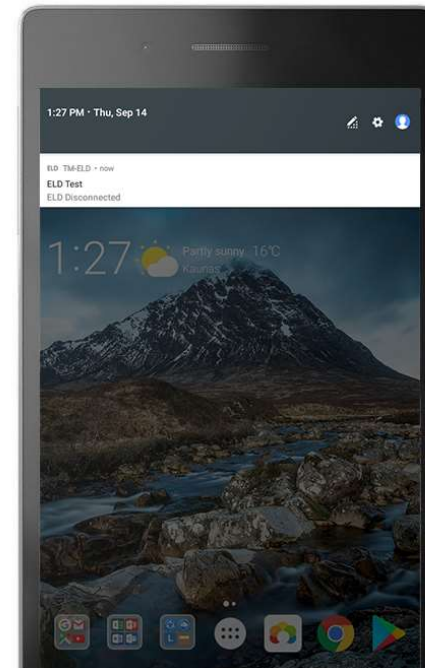 1:27 PM • Thu, Sep 14
ELD TM-ELD • now
ELD Test
ELD Disconnected
1:27
Partly sunny 16°C
Kaunas